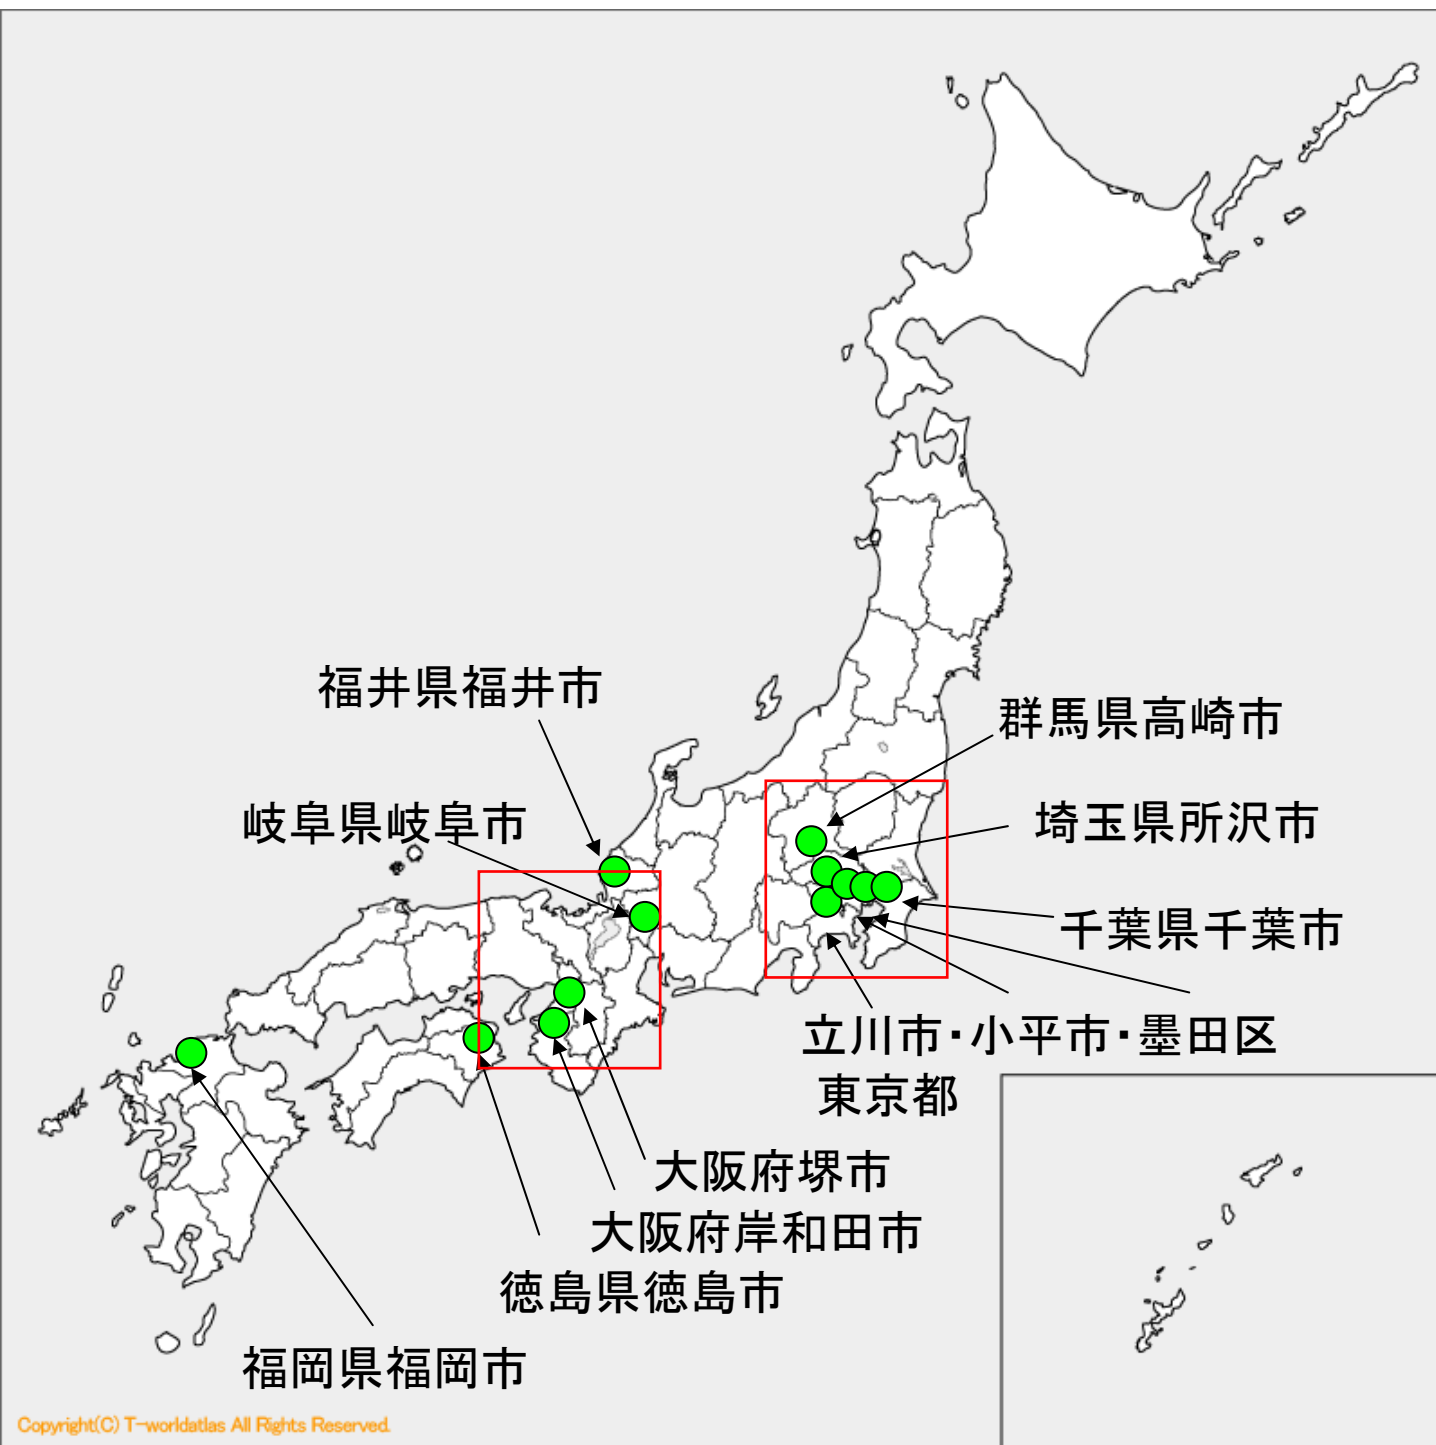 福井県福井市
群馬県高崎市
岐阜県岐阜市
埼玉県所沢市
千葉県千葉市
立川市・小平市・墨田区
東京都
大阪府堺市
大阪府岸和田市
徳島県徳島市
福岡県福岡市
Copyright(C) T-worldatlas All Rights Reserved.